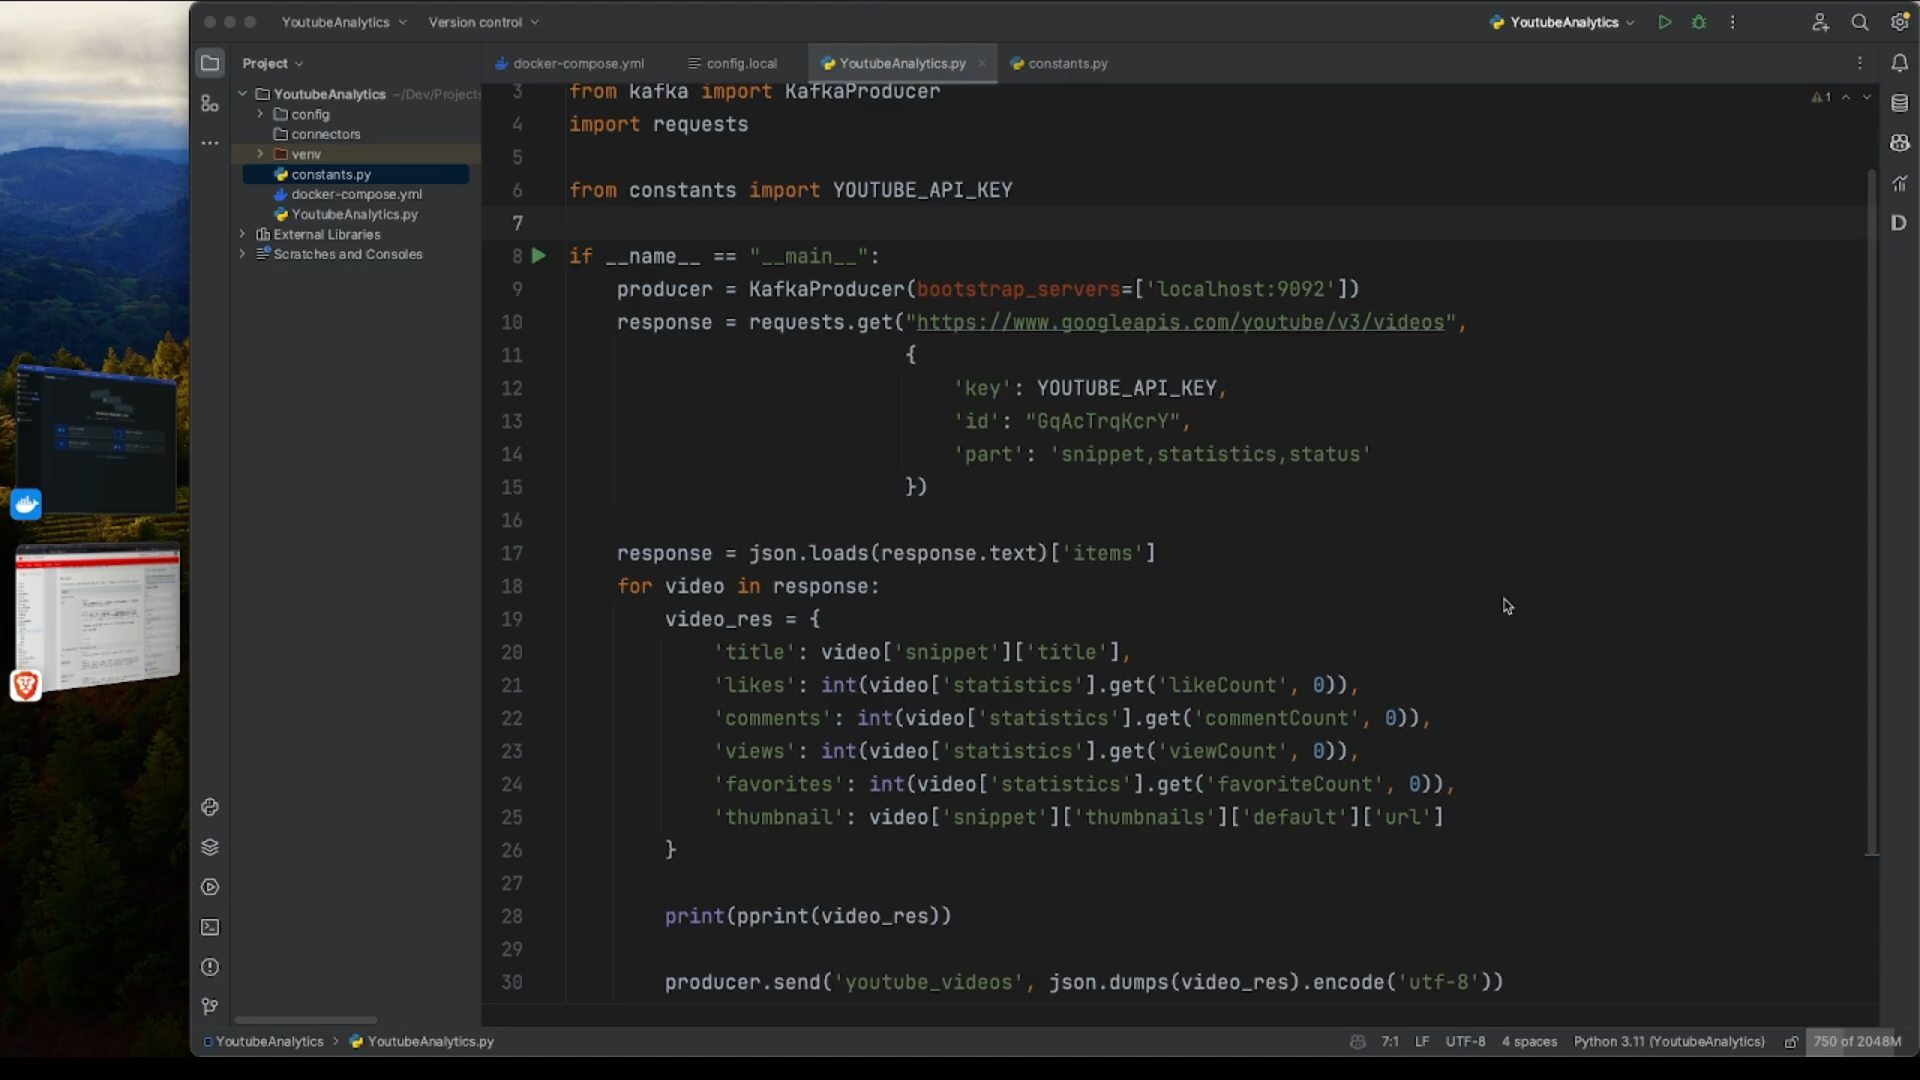 YoutubeAnalytics
Version control
YoutubeAnalytics
Project
docker-compose.yml
config.local
YoutubeAnalytics.py
constants.py
YoutubeAnalytics ~/Dev/Projects
config
connectors
venv
constants.py
docker-compose.yml
YoutubeAnalytics.py
External Libraries
Scratches and Consoles
1
3 from kafka import KafkaProducer
4 import requests
5
6 from constants import YOUTUBE_API_KEY
7
8 if __name__ == "__main__":
9 producer = KafkaProducer(bootstrap_servers=['localhost:9092'])
10 response = requests.get("https://www.googleapis.com/youtube/v3/videos",
11 {
12 'key': YOUTUBE_API_KEY,
13 'id': "GqAcTrqKcrY",
14 'part': 'snippet,statistics,status'
15 })
16
17 response = json.loads(response.text)['items']
18 for video in response:
19 video_res = {
20 'title': video['snippet']['title'],
21 'likes': int(video['statistics'].get('likeCount', 0)),
22 'comments': int(video['statistics'].get('commentCount', 0)),
23 'views': int(video['statistics'].get('viewCount', 0)),
24 'favorites': int(video['statistics'].get('favoriteCount', 0)),
25 'thumbnail': video['snippet']['thumbnails']['default']['url']
26 }
27
28 print(pprint(video_res))
29
30 producer.send('youtube_videos', json.dumps(video_res).encode('utf-8'))
YoutubeAnalytics > YoutubeAnalytics.py
7:1 LF UTF-8 4 spaces Python 3.11 (YoutubeAnalytics) 750 of 2048M